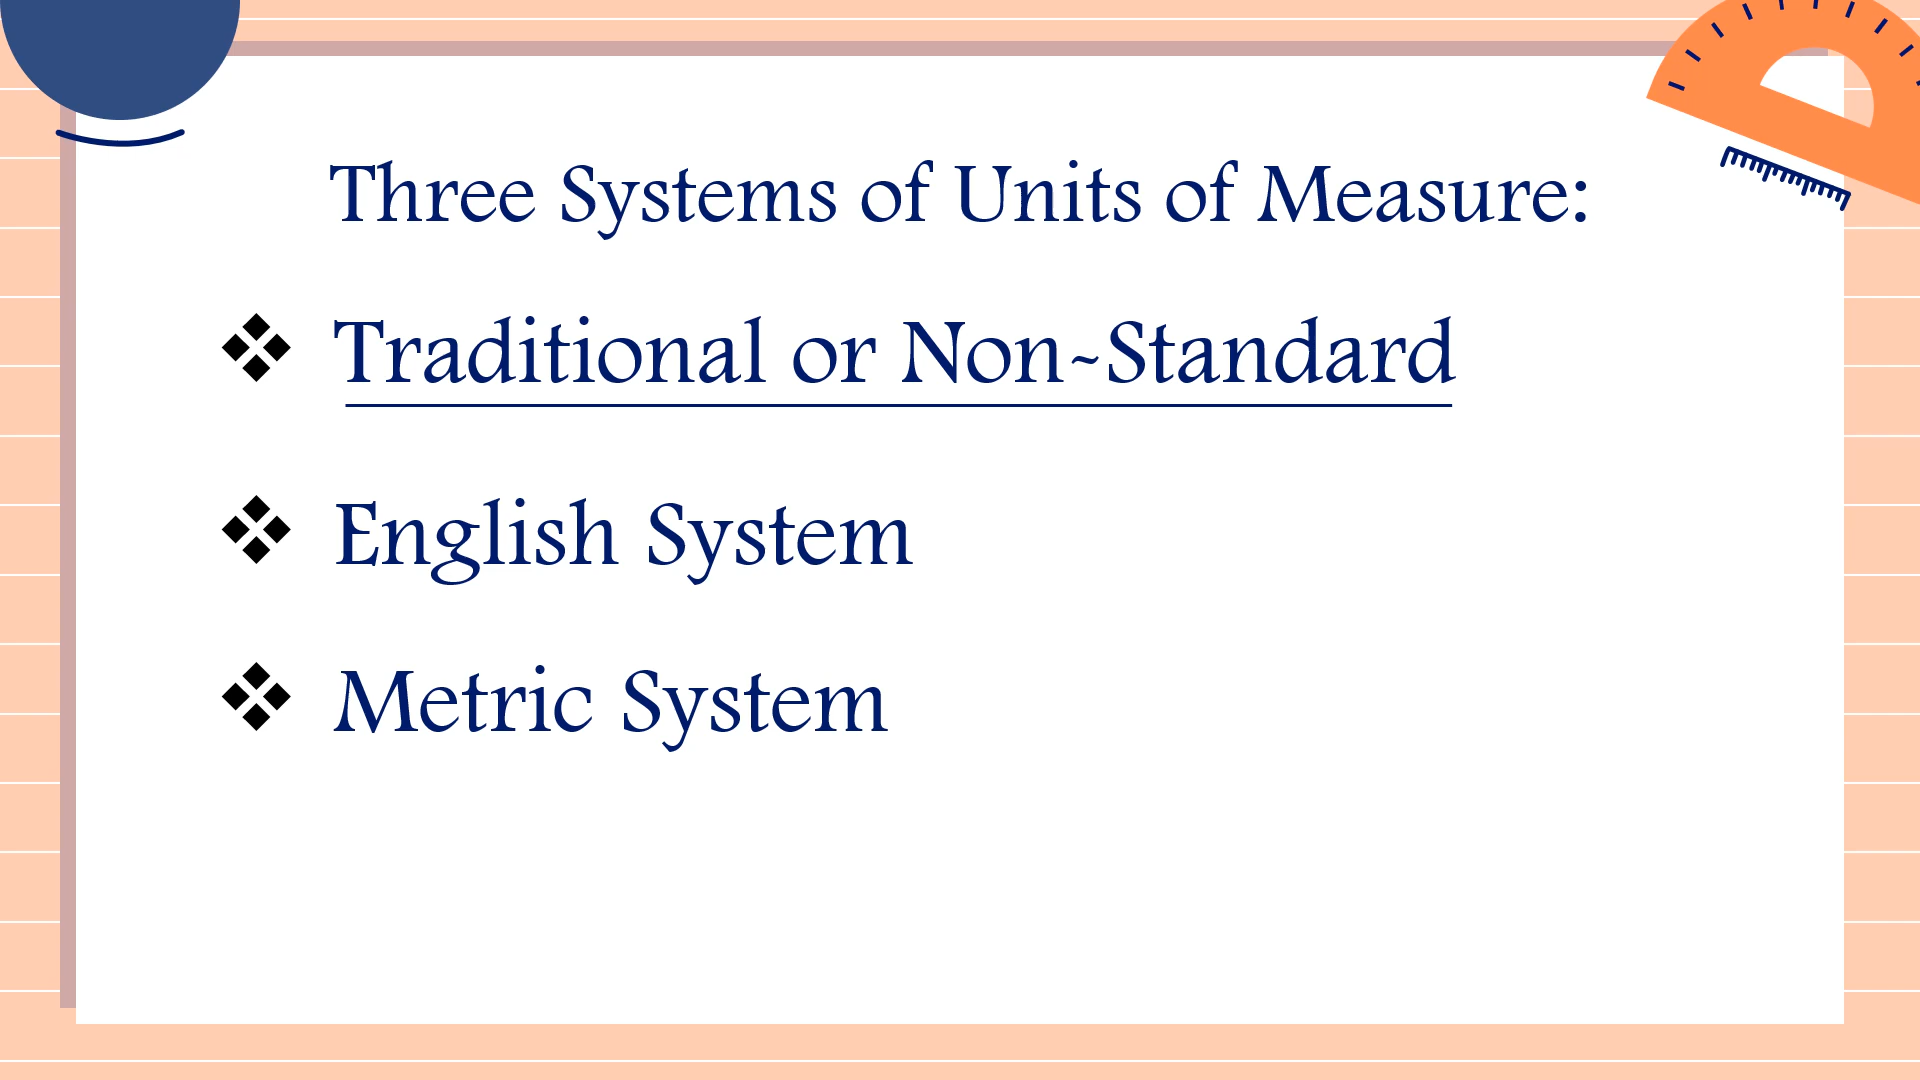 Three Systems of Units of Measure:
❖ Traditional or Non-Standard
❖ English System
❖ Metric System